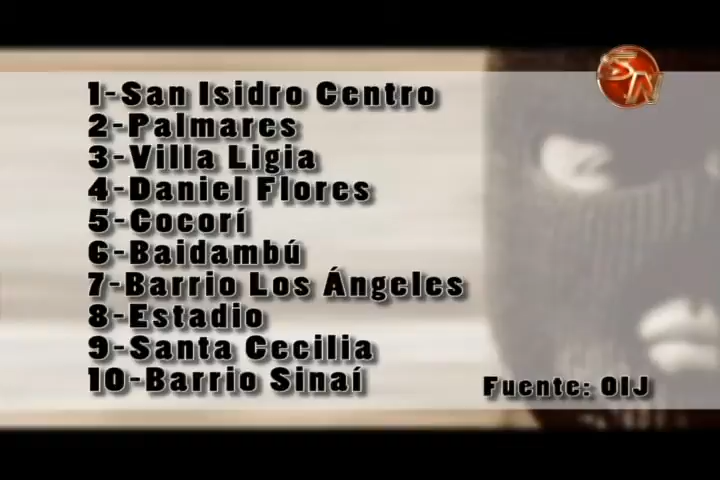 SN
1-San Isidro Centro
2-Palmares
3-Villa Ligia
4-Daniel Flores
5-Cocorí
6-Baidambú
7-Barrio Los Ángeles
8-Estadio
9-Santa Cecilia
10-Barrio Sinaí
Fuente: OIJ